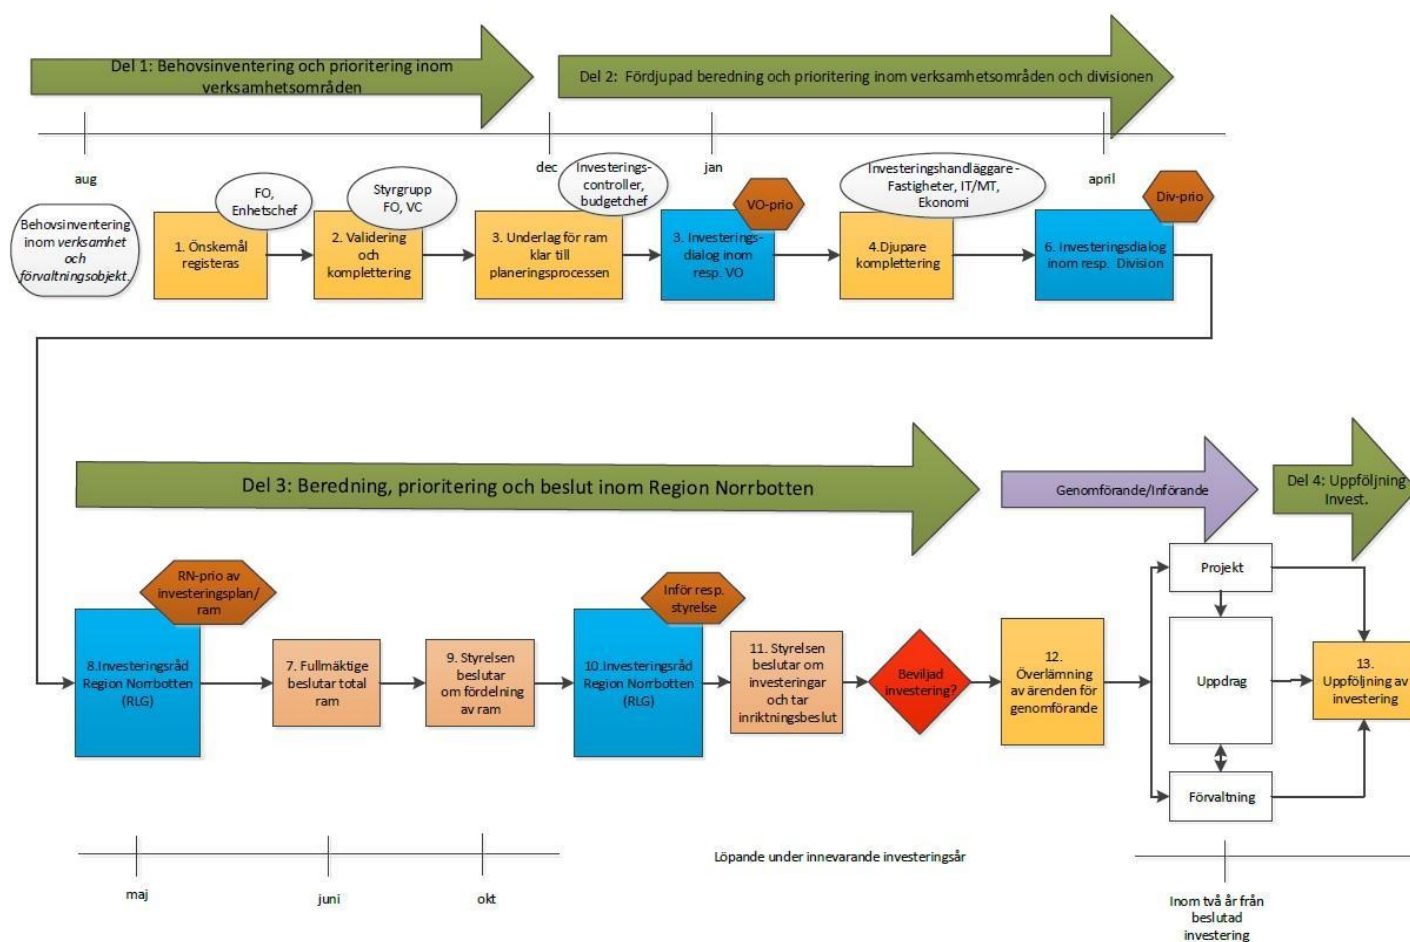 Del 1: Behovsinventering och prioritering inom
verksamhetsområden
Del 2: Fördjupad beredning och prioritering inom verksamhetsområden och divisionen
aug
dec
jan
april
Behovsinventering
inom verksamhet
och
förvaltningsobjekt.
FO,
Enhetschef
1. Önskemål
registeras
Styrgrupp
FO, VC
2. Validering
och
komplettering
Investerings-
controller,
budgetchef
3. Underlag för ram
klar till
planeringsprocessen
VO-prio
3. Investerings-
dialog inom
resp. VO
Investeringshandläggare -
Fastigheter, IT/MT,
Ekonomi
4.Djupare
komplettering
Div-prio
6. Investeringsdialog
inom resp. Division
Del 3: Beredning, prioritering och beslut inom Region Norrbotten
Genomförande/Införande
Del 4: Uppföljning
Invest.
RN-prio av
investeringsplan/
ram
8.Investeringsråd
Region Norrbotten
(RLG)
7. Fullmäktige
beslutar total
ram
9. Styrelsen
beslutar
om fördelning
av ram
Inför resp.
styrelse
10.Investeringsråd
Region Norrbotten
(RLG)
11. Styrelsen
beslutar om
investeringar
och tar
inriktningsbeslut
Beviljad
investering?
12.
Överlämning
av ärenden för
genomförande
Projekt
Uppdrag
Förvaltning
13.
Uppföljning av
investering
maj
juni
okt
Löpande under innevarande investeringsår
Inom två år från
beslutad
investering